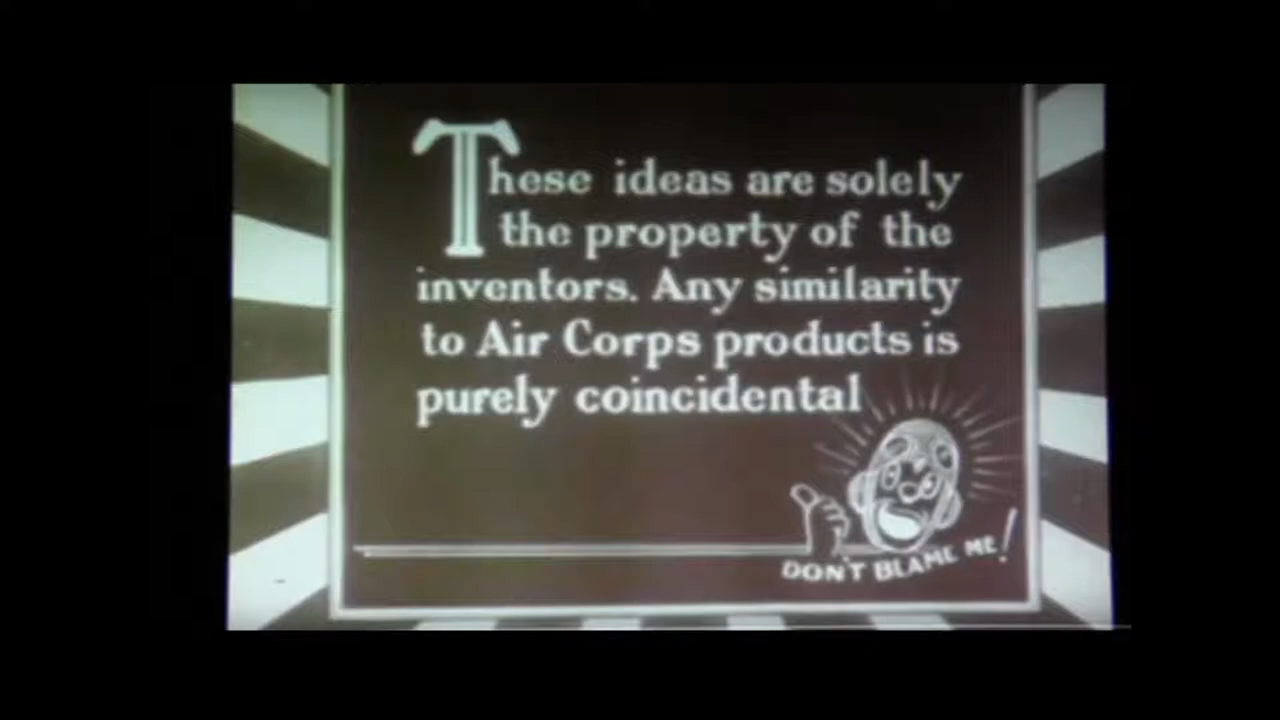 These ideas are solely
the property of the
inventors. Any similarity
to Air Corps products is
purely coincidental
DON'T BLAME ME!